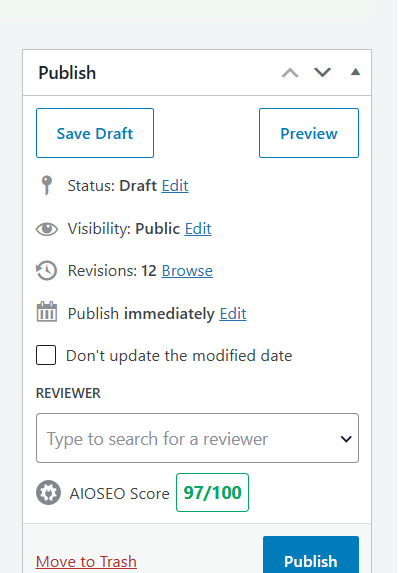 Publish
Save Draft Preview
Status: Draft Edit
Visibility: Public Edit
Revisions: 12 Browse
Publish immediately Edit
Don't update the modified date
REVIEWER
Type to search for a reviewer
AIOSEO Score 97/100
Move to Trash Publish